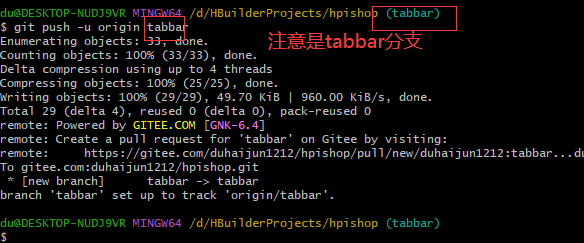 du@DESKTOP-NUDJ9VR MINGW64 /d/HBuilderProjects/hpishop (tabbar)
$ git push -u origin tabbar
注意是tabbar分支
Enumerating objects: 33, done.
Counting objects: 100% (33/33), done.
Delta compression using up to 4 threads
Compressing objects: 100% (25/25), done.
Writing objects: 100% (29/29), 49.70 KiB | 960.00 KiB/s, done.
Total 29 (delta 4), reused 0 (delta 0), pack-reused 0
remote: Powered by GITEE.COM [GNK-6.4]
remote: Create a pull request for 'tabbar' on Gitee by visiting:
remote:     https://gitee.com/duhaijun1212/hpishop/pull/new/duhaijun1212:tabbar...du
To gitee.com:duhaijun1212/hpishop.git
 * [new branch]      tabbar -> tabbar
branch 'tabbar' set up to track 'origin/tabbar'.
du@DESKTOP-NUDJ9VR MINGW64 /d/HBuilderProjects/hpishop (tabbar)
$